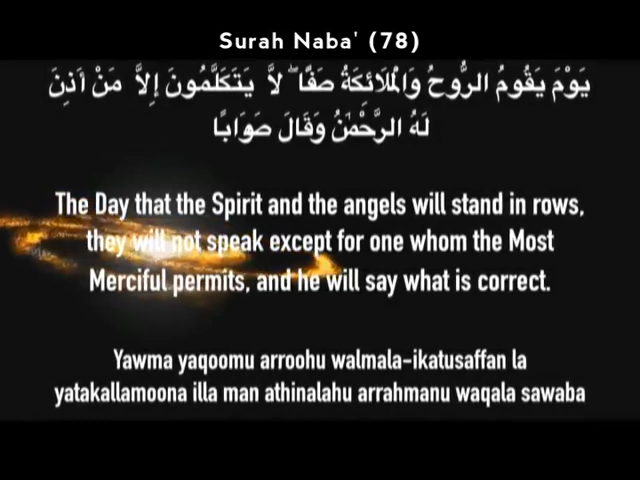 Surah Naba' (78)
يَوْمَ يَقُومُ الرُّوحُ وَالْمَلَائِكَةُ صَفًّا ۖ لَّا يَتَكَلَّمُونَ إِلَّا مَنْ أَذِنَ
لَهُ الرَّحْمَٰنُ وَقَالَ صَوَابًا
The Day that the Spirit and the angels will stand in rows,
they will not speak except for one whom the Most
Merciful permits, and he will say what is correct.
Yawma yaqoomu arroohu walmala-ikatusaffan la
yatakallamoona illa man athinalahu arrahmanu waqala sawaba